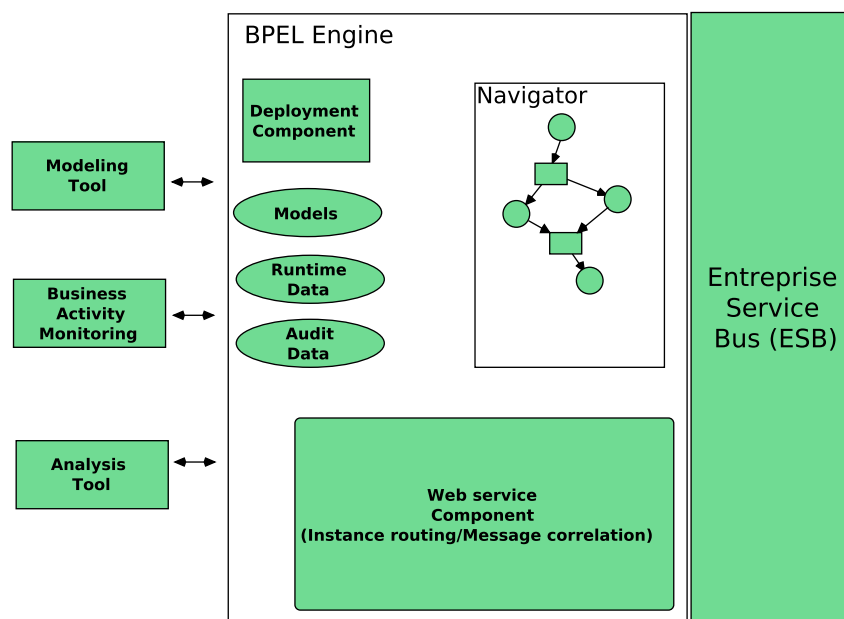 BPEL Engine
Deployment
Component
Navigator
Modeling
Tool
Models
Runtime
Data
Business
Activity
Monitoring
Audit
Data
Entreprise
Service
Bus (ESB)
Analysis
Tool
Web service
Component
(Instance routing/Message correlation)